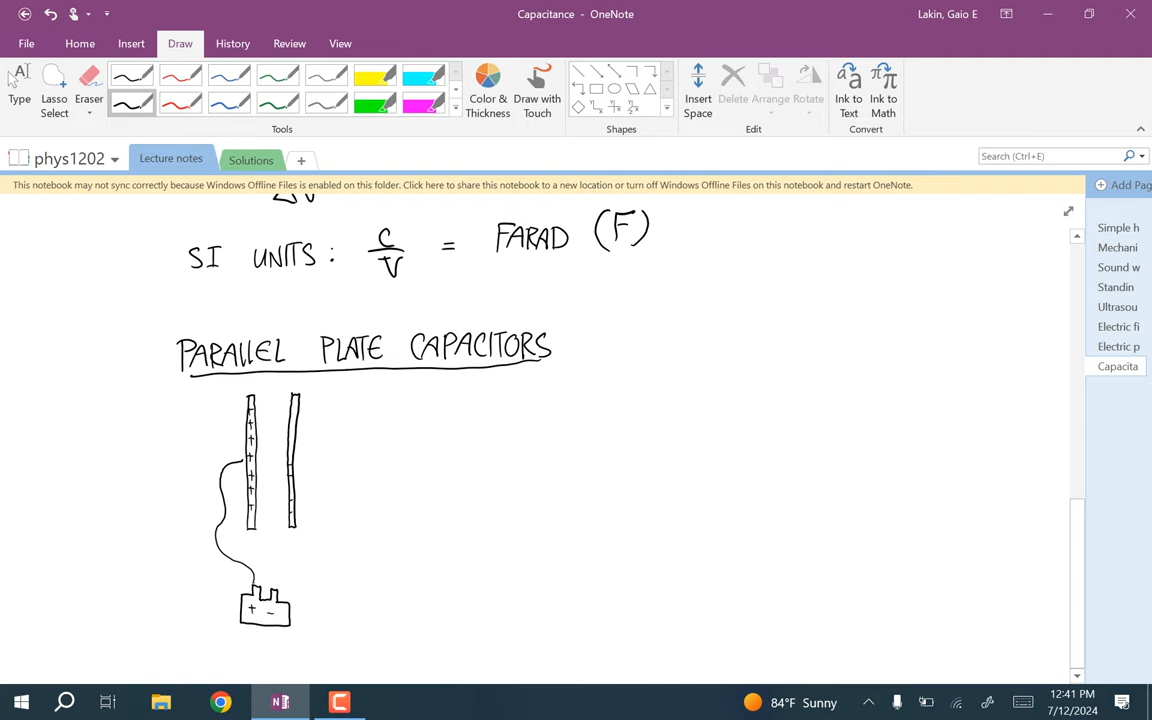 Capacitance - OneNote
Lakin, Gaio E
File Home Insert Draw History Review View
Type
Lasso Select
Eraser
Color & Thickness
Draw with Touch
Insert Space
Delete
Arrange
Rotate
Ink to Text
Ink to Math
Tools
Shapes
Edit
Convert
phys1202
Lecture notes
Solutions
Search (Ctrl+E)
This notebook may not sync correctly because Windows Offline Files is enabled on this folder. Click here to share this notebook to a new location or turn off Windows Offline Files on this notebook and restart OneNote.
Add Pag
Simple h
Mechani
Sound w
Standin
Ultrasou
Electric fi
Electric p
Capacita
SI UNITS: C/V = FARAD (F)
PARALLEL PLATE CAPACITORS
+ + + + + + +
+ -
84°F Sunny
12:41 PM
7/12/2024